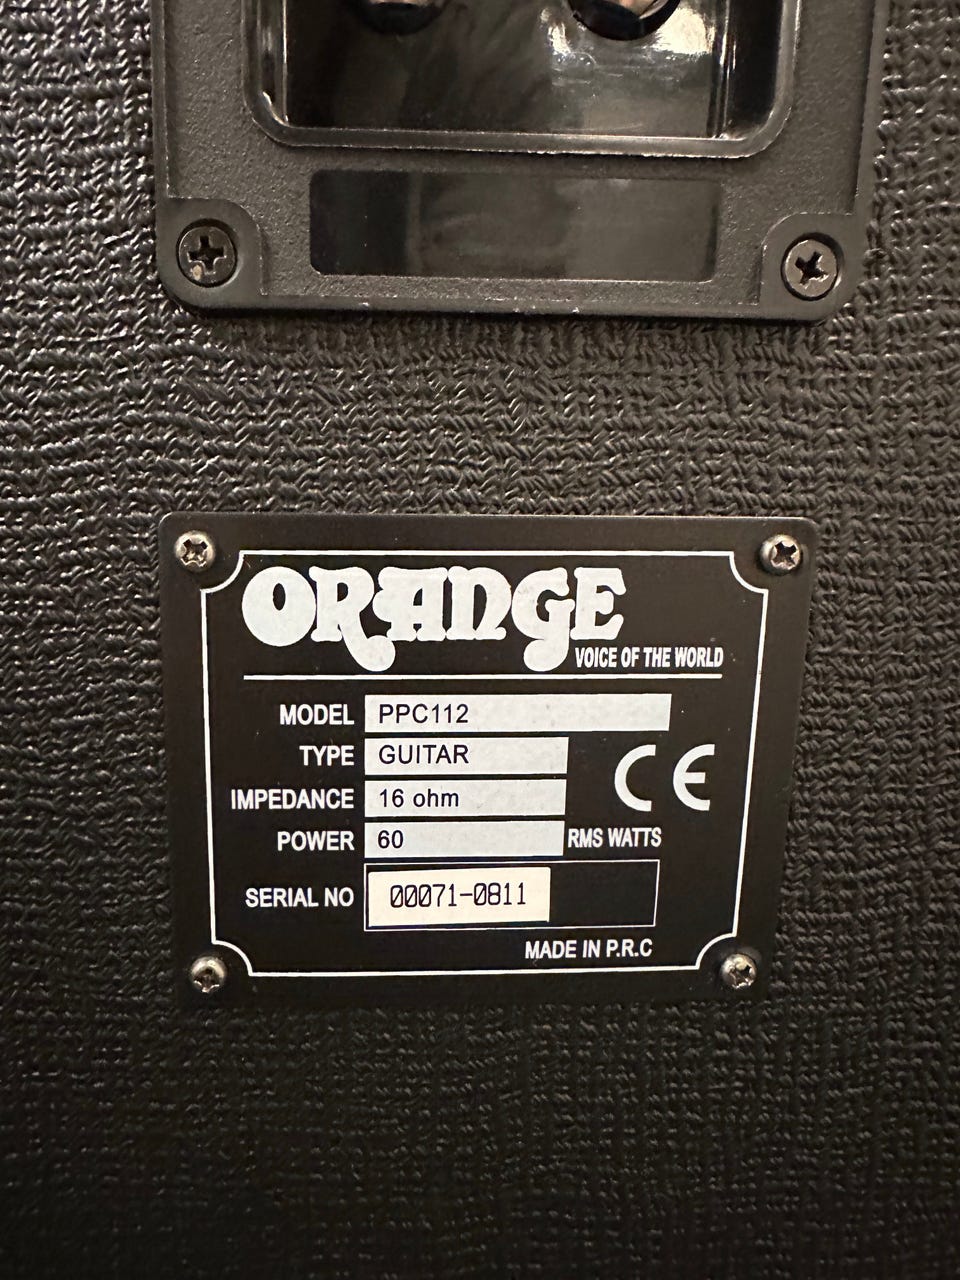 ORANGE
VOICE OF THE WORLD
MODEL PPC112
TYPE GUITAR
CE
IMPEDANCE 16 ohm
POWER 60 RMS WATTS
SERIAL NO 00071-0811
MADE IN P.R.C